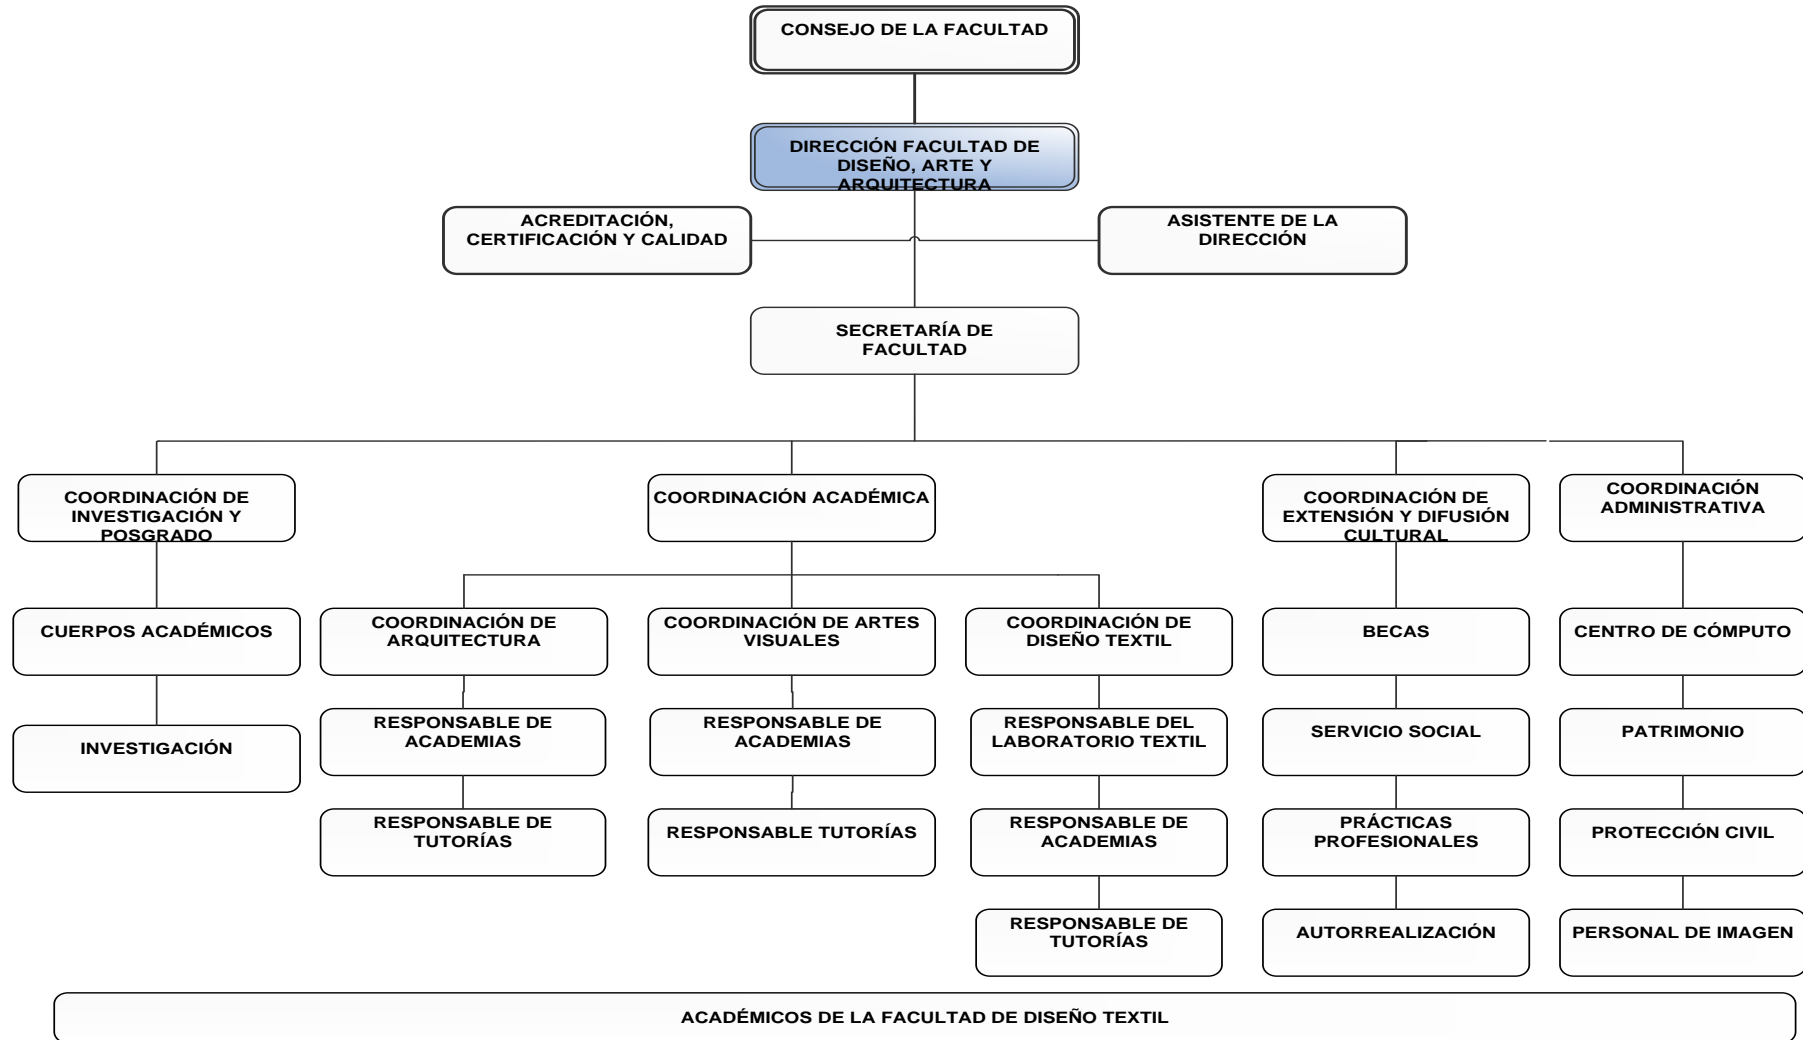 CONSEJO DE LA FACULTAD
DIRECCIÓN FACULTAD DE
DISEÑO, ARTE Y
ARQUITECTURA
ACREDITACIÓN,
CERTIFICACIÓN Y CALIDAD
ASISTENTE DE LA
DIRECCIÓN
SECRETARÍA DE
FACULTAD
COORDINACIÓN DE
INVESTIGACIÓN Y
POSGRADO
COORDINACIÓN ACADÉMICA
COORDINACIÓN DE
EXTENSIÓN Y DIFUSIÓN
CULTURAL
COORDINACIÓN
ADMINISTRATIVA
CUERPOS ACADÉMICOS
COORDINACIÓN DE
ARQUITECTURA
COORDINACIÓN DE ARTES
VISUALES
COORDINACIÓN DE
DISEÑO TEXTIL
BECAS
CENTRO DE CÓMPUTO
INVESTIGACIÓN
RESPONSABLE DE
ACADEMIAS
RESPONSABLE DE
ACADEMIAS
RESPONSABLE DEL
LABORATORIO TEXTIL
SERVICIO SOCIAL
PATRIMONIO
RESPONSABLE DE
TUTORÍAS
RESPONSABLE TUTORÍAS
RESPONSABLE DE
ACADEMIAS
PRÁCTICAS
PROFESIONALES
PROTECCIÓN CIVIL
RESPONSABLE DE
TUTORÍAS
AUTORREALIZACIÓN
PERSONAL DE IMAGEN
ACADÉMICOS DE LA FACULTAD DE DISEÑO TEXTIL